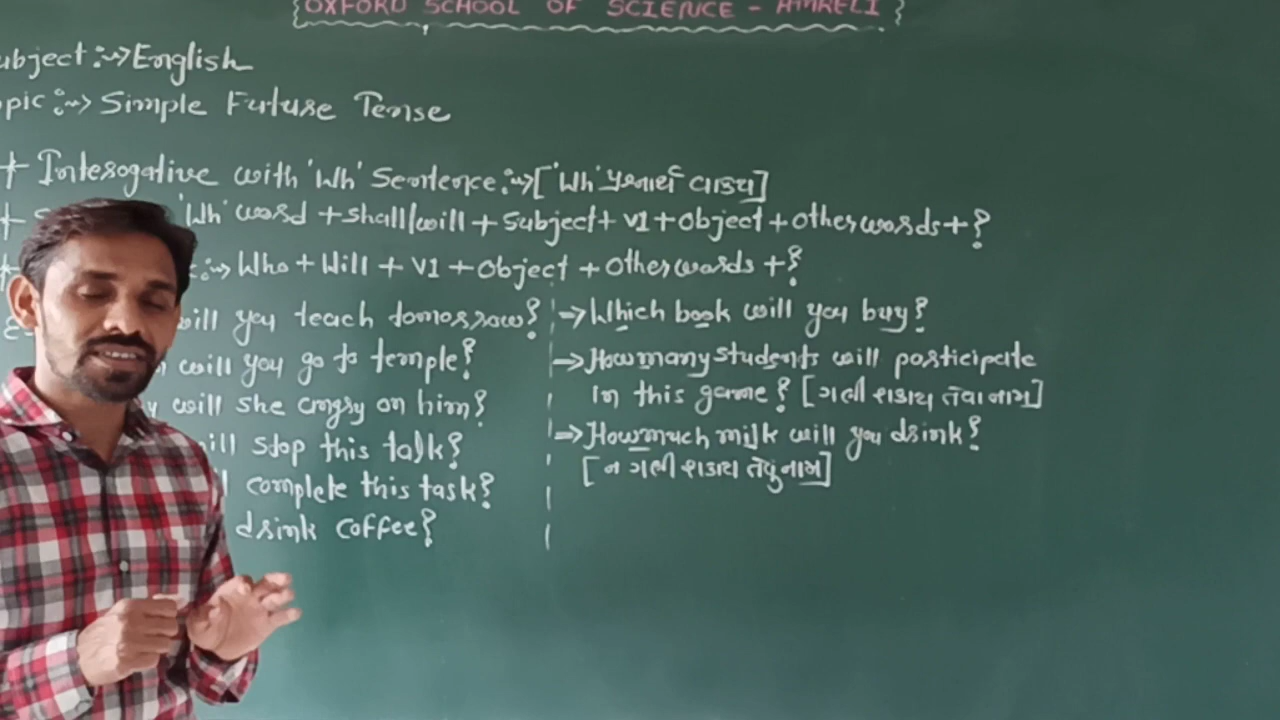 OXFORD SCHOOL OF SCIENCE - AMRELI
ubject :→ English
opic :→ Simple Future Tense
+ Interogative with 'Wh' Sentence :→ ['Wh' પ્રશ્નાર્થ વાક્ય]
+ 'Wh' word + shall/will + subject + v1 + object + other words + ?
:→ Who + Will + v1 + object + other words + ?
will you teach tomorrow?
will you go to temple?
will she angry on him?
will stop this talk?
complete this task?
drink coffee?
→ Which book will you buy?
→ How many students will participate
in this game? [ગણી શકાય તેવા નામ]
→ How much milk will you drink?
[ન ગણી શકાય તેવુ નામ]